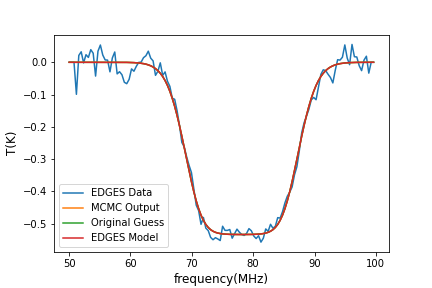 0.0
−0.1
−0.2
−0.3
−0.4
−0.5
T(K)
EDGES Data
MCMC Output
Original Guess
EDGES Model
50 60 70 80 90 100
frequency(MHz)